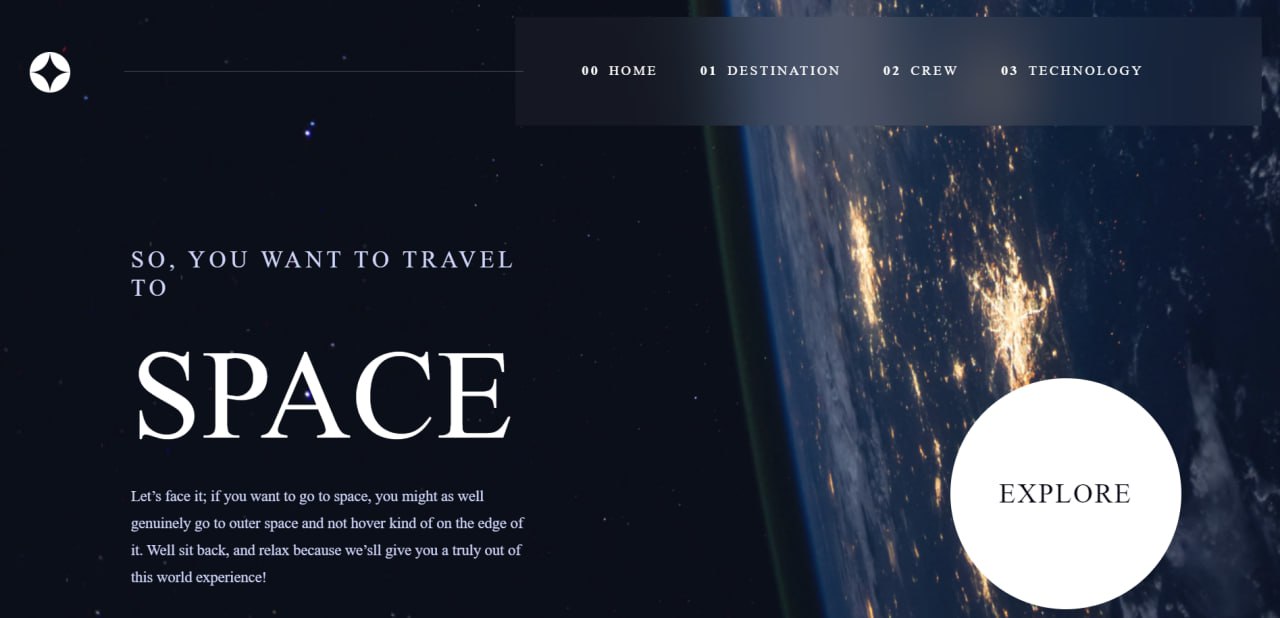 00 HOME 01 DESTINATION 02 CREW 03 TECHNOLOGY
SO, YOU WANT TO TRAVEL
TO
SPACE
Let’s face it; if you want to go to space, you might as well
genuinely go to outer space and not hover kind of on the edge of
it. Well sit back, and relax because we’sll give you a truly out of
this world experience!
EXPLORE